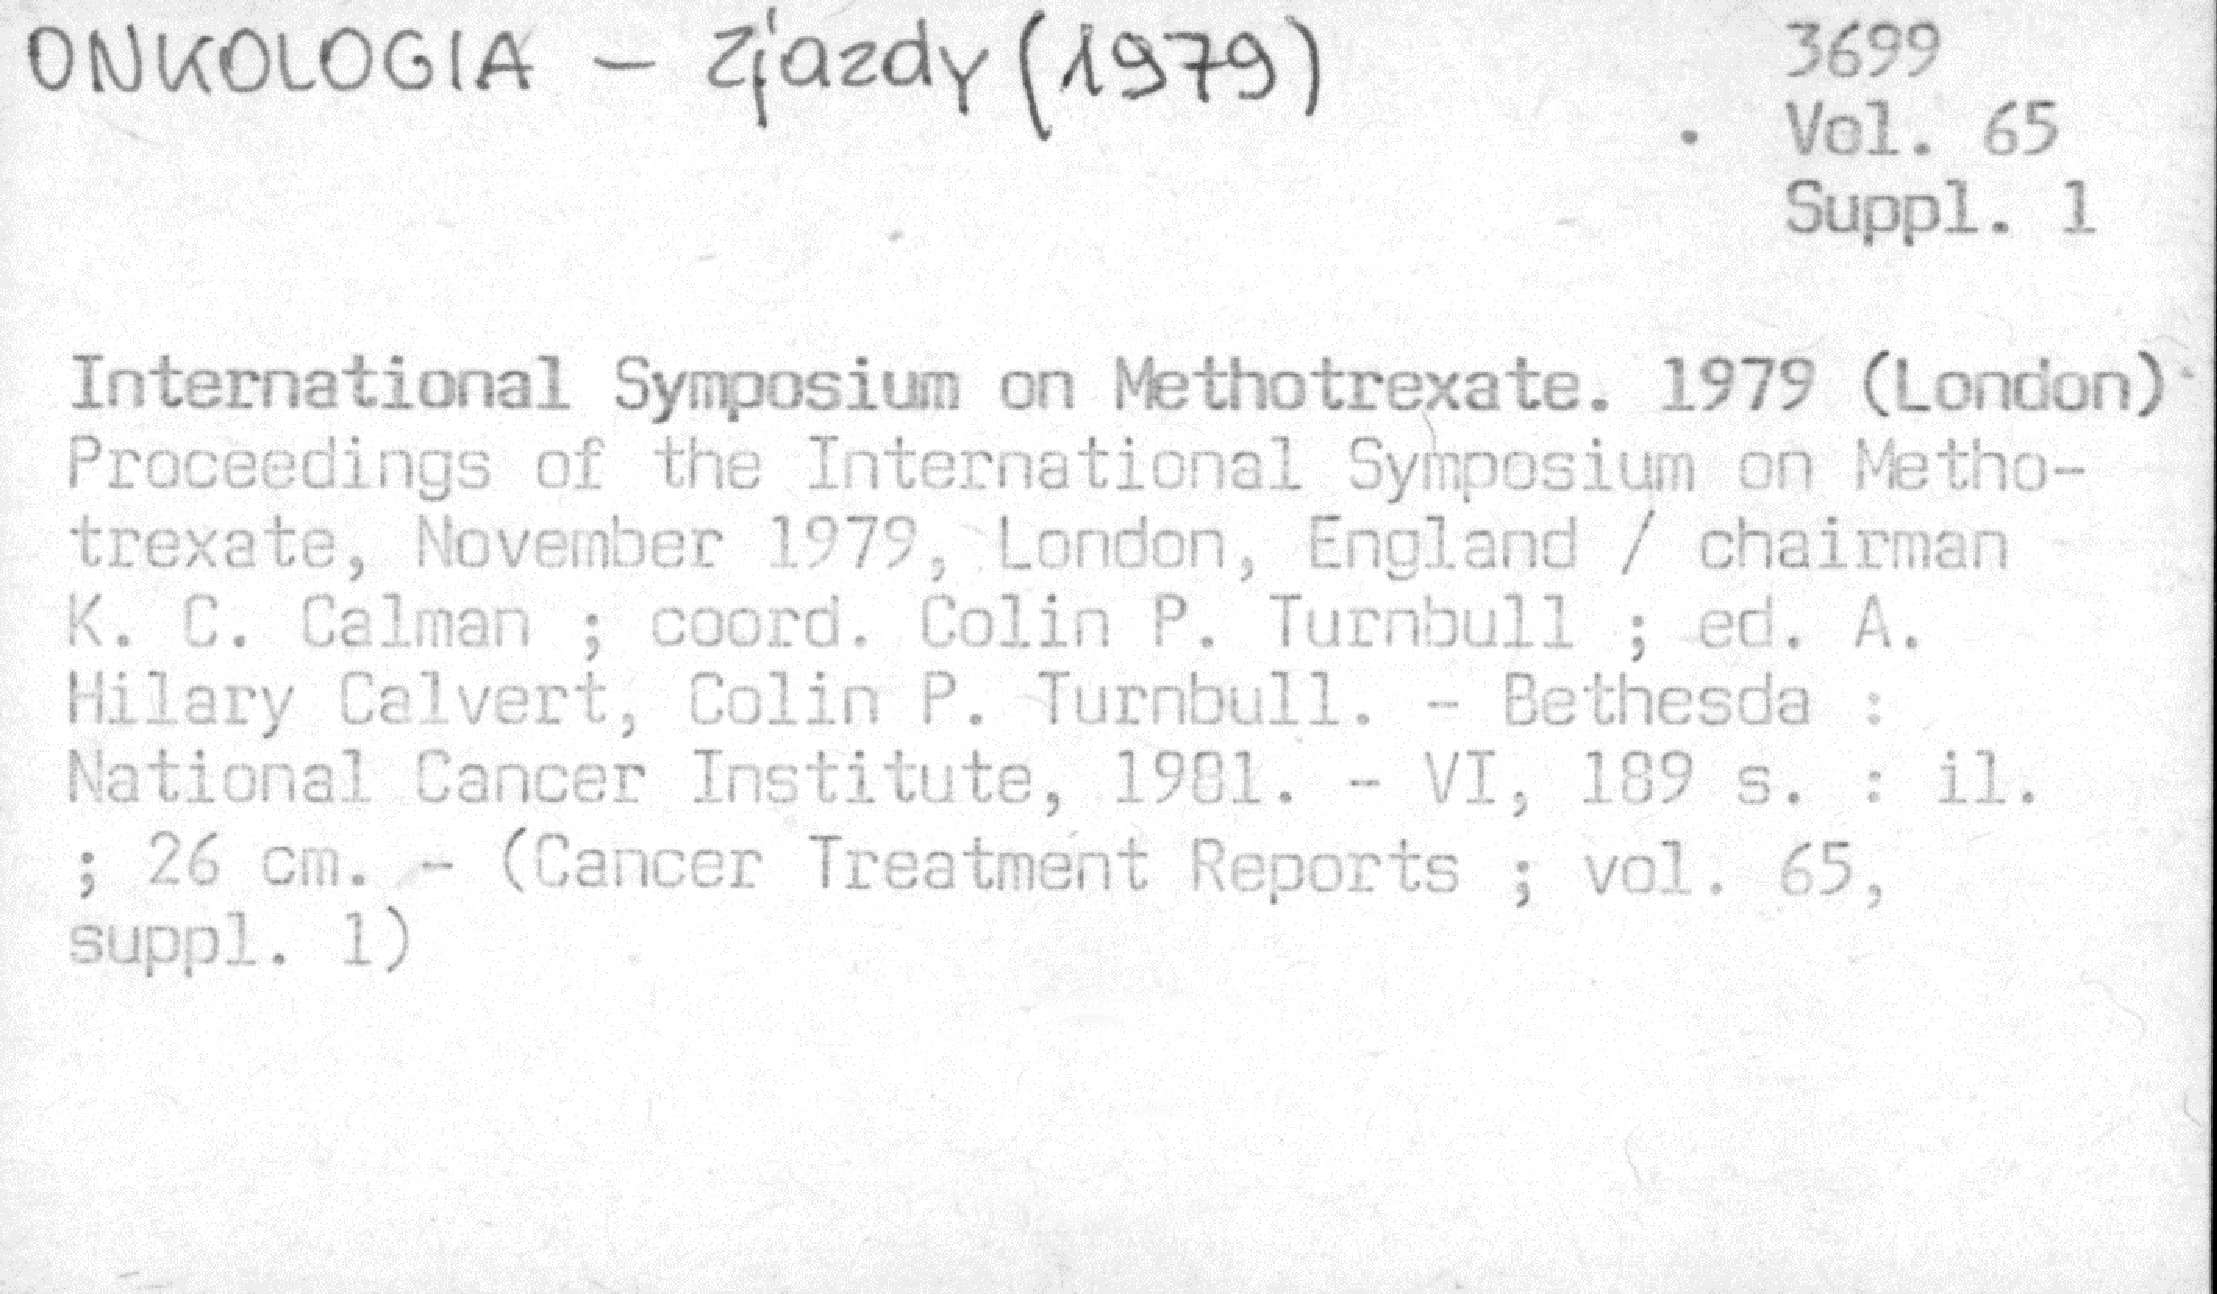 ONKOLOGIA – Zjazdy (1979)
3699
Vol. 65
Suppl. 1
International Symposium on Methotrexate. 1979 (London)
Proceedings of the International Symposium on Metho-
trexate, November 1979, London, England / chairman
K. C. Calman ; coord. Colin P. Turnbull ; ed. A.
Hilary Calvert, Colin P. Turnbull. - Bethesda :
National Cancer Institute, 1981. - VI, 189 s. : il.
; 26 cm. - (Cancer Treatment Reports ; vol. 65,
suppl. 1)